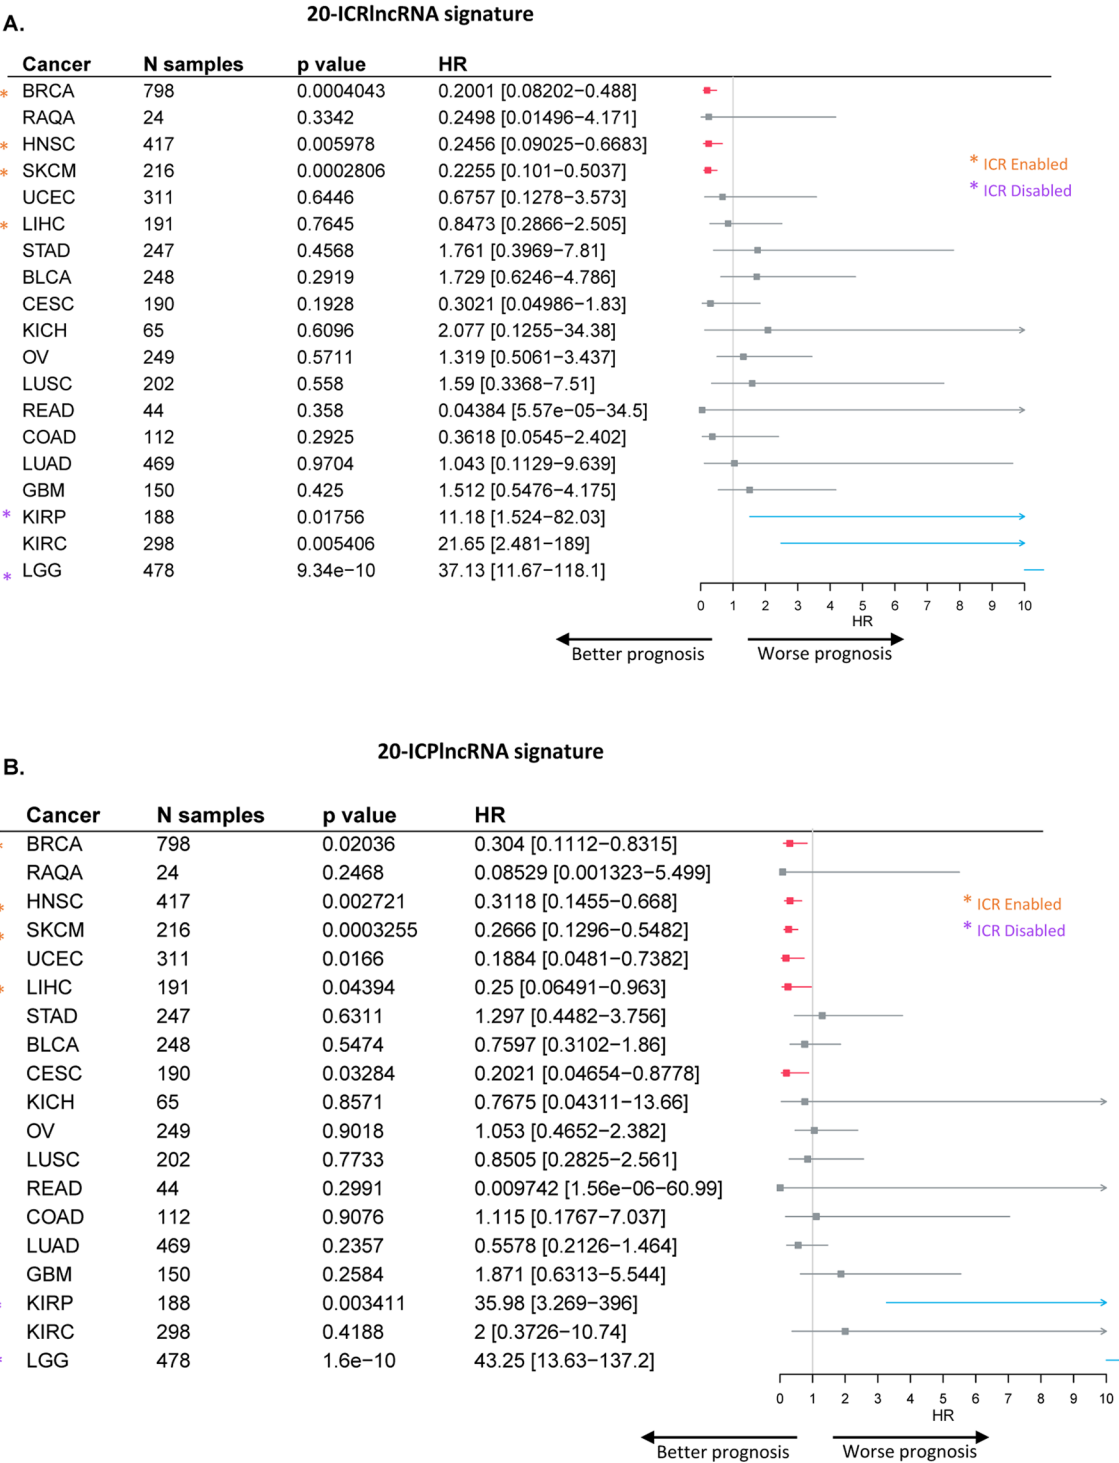 20-ICRlncRNA signature
A.
Cancer N samples p value HR
* BRCA 798 0.0004043 0.2001 [0.08202−0.488]
RAQA 24 0.3342 0.2498 [0.01496−4.171]
* HNSC 417 0.005978 0.2456 [0.09025−0.6683]
* SKCM 216 0.0002806 0.2255 [0.101−0.5037]
UCEC 311 0.6446 0.6757 [0.1278−3.573]
* LIHC 191 0.7645 0.8473 [0.2866−2.505]
STAD 247 0.4568 1.761 [0.3969−7.81]
BLCA 248 0.2919 1.729 [0.6246−4.786]
CESC 190 0.1928 0.3021 [0.04986−1.83]
KICH 65 0.6096 2.077 [0.1255−34.38]
OV 249 0.5711 1.319 [0.5061−3.437]
LUSC 202 0.558 1.59 [0.3368−7.51]
READ 44 0.358 0.04384 [5.57e−05−34.5]
COAD 112 0.2925 0.3618 [0.0545−2.402]
LUAD 469 0.9704 1.043 [0.1129−9.639]
GBM 150 0.425 1.512 [0.5476−4.175]
* KIRP 188 0.01756 11.18 [1.524−82.03]
KIRC 298 0.005406 21.65 [2.481−189]
* LGG 478 9.34e−10 37.13 [11.67−118.1]
* ICR Enabled
* ICR Disabled
0 1 2 3 4 5 6 7 8 9 10
HR
Better prognosis Worse prognosis
20-ICPlncRNA signature
B.
Cancer N samples p value HR
* BRCA 798 0.02036 0.304 [0.1112−0.8315]
RAQA 24 0.2468 0.08529 [0.001323−5.499]
* HNSC 417 0.002721 0.3118 [0.1455−0.668]
* SKCM 216 0.0003255 0.2666 [0.1296−0.5482]
UCEC 311 0.0166 0.1884 [0.0481−0.7382]
* LIHC 191 0.04394 0.25 [0.06491−0.963]
STAD 247 0.6311 1.297 [0.4482−3.756]
BLCA 248 0.5474 0.7597 [0.3102−1.86]
CESC 190 0.03284 0.2021 [0.04654−0.8778]
KICH 65 0.8571 0.7675 [0.04311−13.66]
OV 249 0.9018 1.053 [0.4652−2.382]
LUSC 202 0.7733 0.8505 [0.2825−2.561]
READ 44 0.2991 0.009742 [1.56e−06−60.99]
COAD 112 0.9076 1.115 [0.1767−7.037]
LUAD 469 0.2357 0.5578 [0.2126−1.464]
GBM 150 0.2584 1.871 [0.6313−5.544]
* KIRP 188 0.003411 35.98 [3.269−396]
KIRC 298 0.4188 2 [0.3726−10.74]
* LGG 478 1.6e−10 43.25 [13.63−137.2]
* ICR Enabled
* ICR Disabled
0 1 2 3 4 5 6 7 8 9 10
HR
Better prognosis Worse prognosis